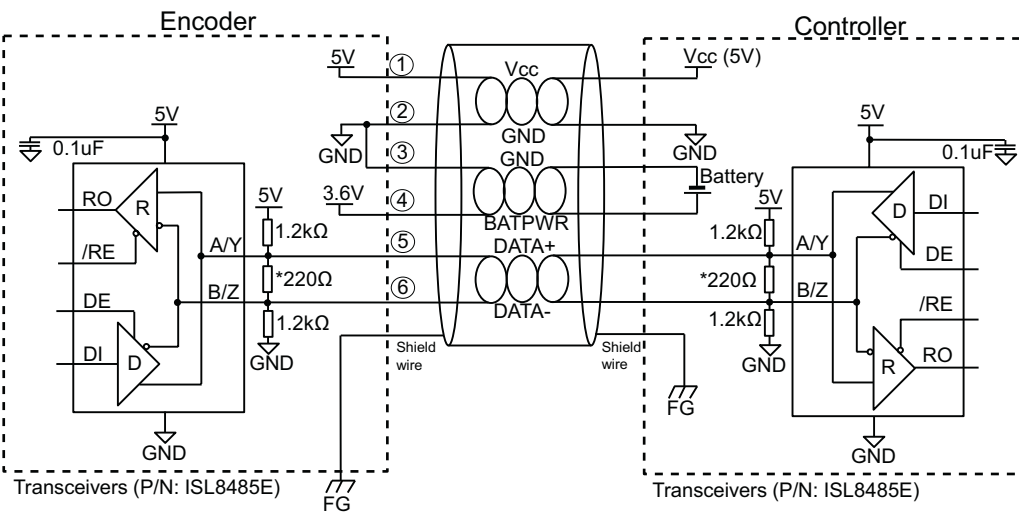 Encoder
Controller
5V
①
Vcc
Vcc (5V)
5V
②
GND
5V
0.1uF
GND
③
GND
GND
0.1uF
RO
R
5V
3.6V
④
BATPWR
Battery
5V
D
DI
/RE
1.2kΩ
⑤
DATA+
1.2kΩ
A/Y
A/Y
DE
DE
*220Ω
*220Ω
B/Z
⑥
B/Z
/RE
DATA-
1.2kΩ
1.2kΩ
DI
D
GND
Shield
wire
Shield
wire
GND
R
RO
GND
FG
GND
Transceivers (P/N: ISL8485E)
FG
Transceivers (P/N: ISL8485E)